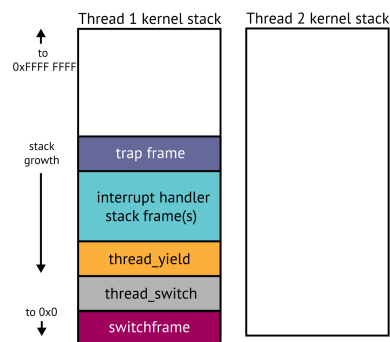 Thread 1 kernel stack
Thread 2 kernel stack
to
0xFFFF FFFF
stack
growth
trap frame
interrupt handler
stack frame(s)
thread_yield
thread_switch
to 0x0
switchframe